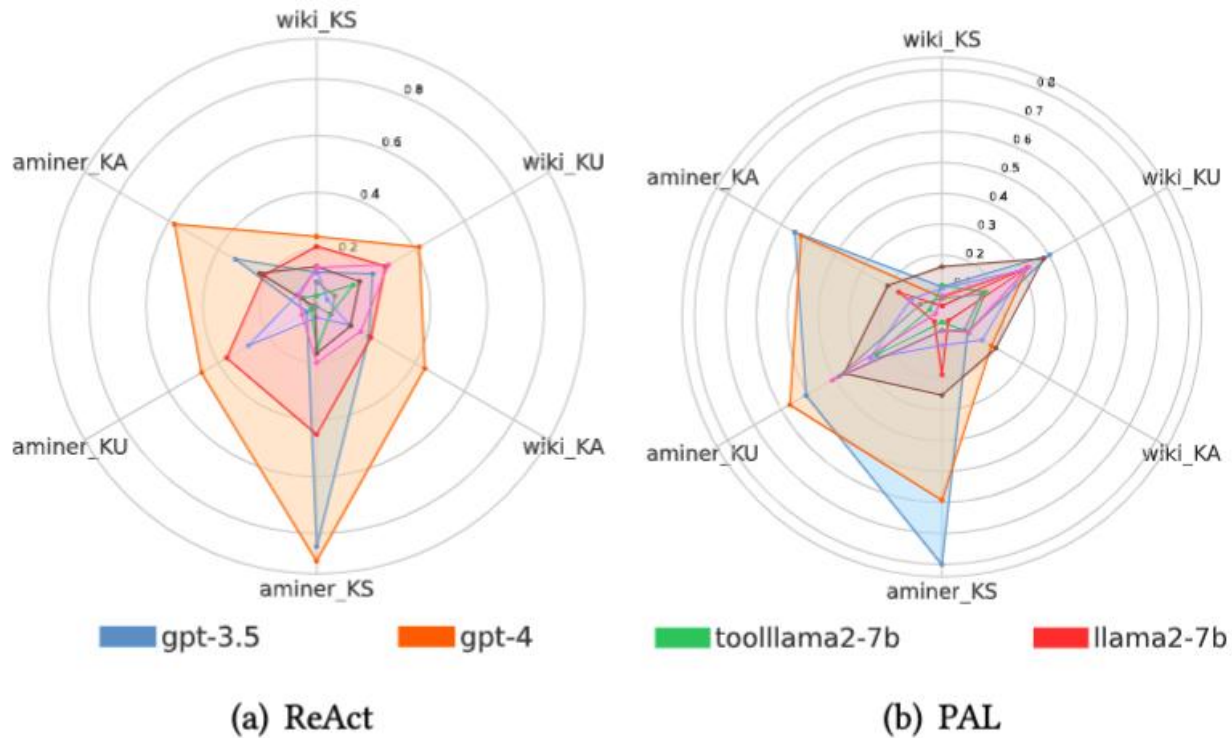 wiki_KS
0.8
wiki_KU
0.6
aminer_KA
0.4
0.2
aminer_KU
wiki_KA
aminer_KS
wiki_KS
0.8
0.7
wiki_KU
0.6
aminer_KA
0.5
0.4
0.3
0.2
aminer_KU
wiki_KA
aminer_KS
gpt-3.5 gpt-4 toolllama2-7b llama2-7b
(a) ReAct (b) PAL